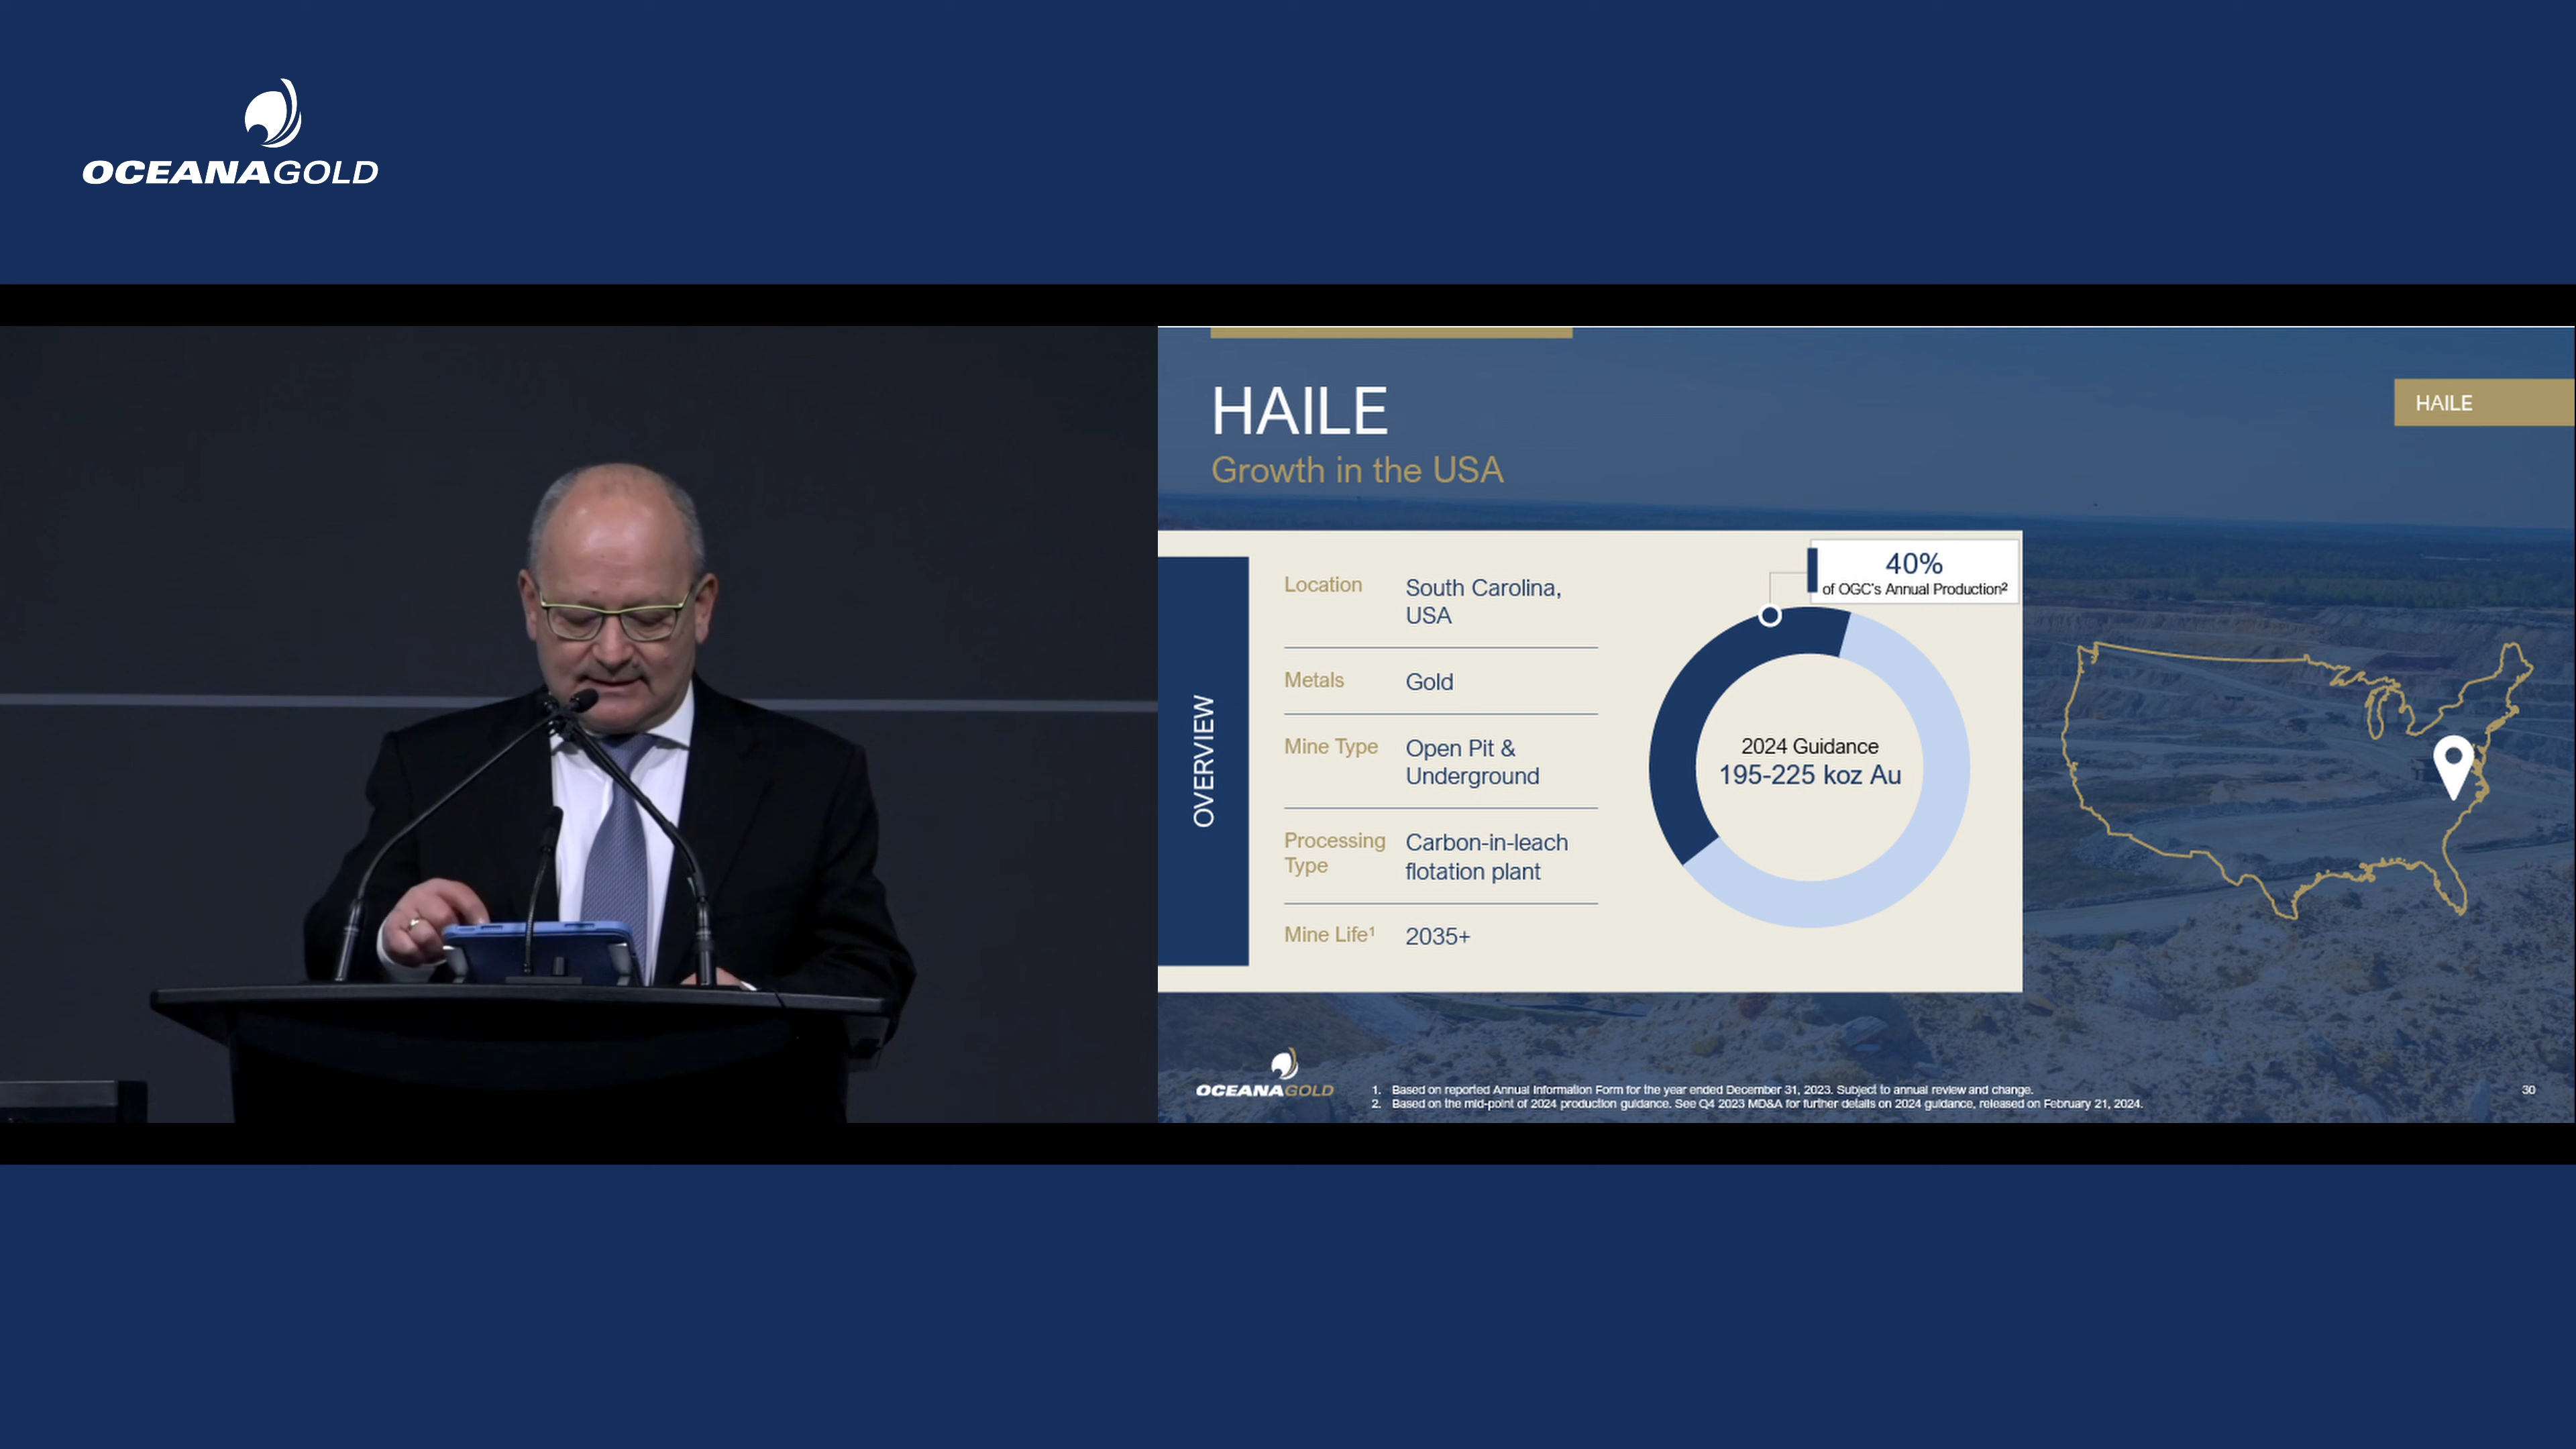 OCEANAGOLD
HAILE
Growth in the USA
HAILE
OVERVIEW
Location
South Carolina,
USA
Metals
Gold
Mine Type
Open Pit &
Underground
Processing
Type
Carbon-in-leach
flotation plant
Mine Life¹
2035+
40%
of OGC's Annual Production²
2024 Guidance
195-225 koz Au
OCEANAGOLD
1. Based on reported Annual Information Form for the year ended December 31, 2023. Subject to annual review and change.
2. Based on the mid-point of 2024 production guidance. See Q4 2023 MD&A for further details on 2024 guidance, released on February 21, 2024.
30